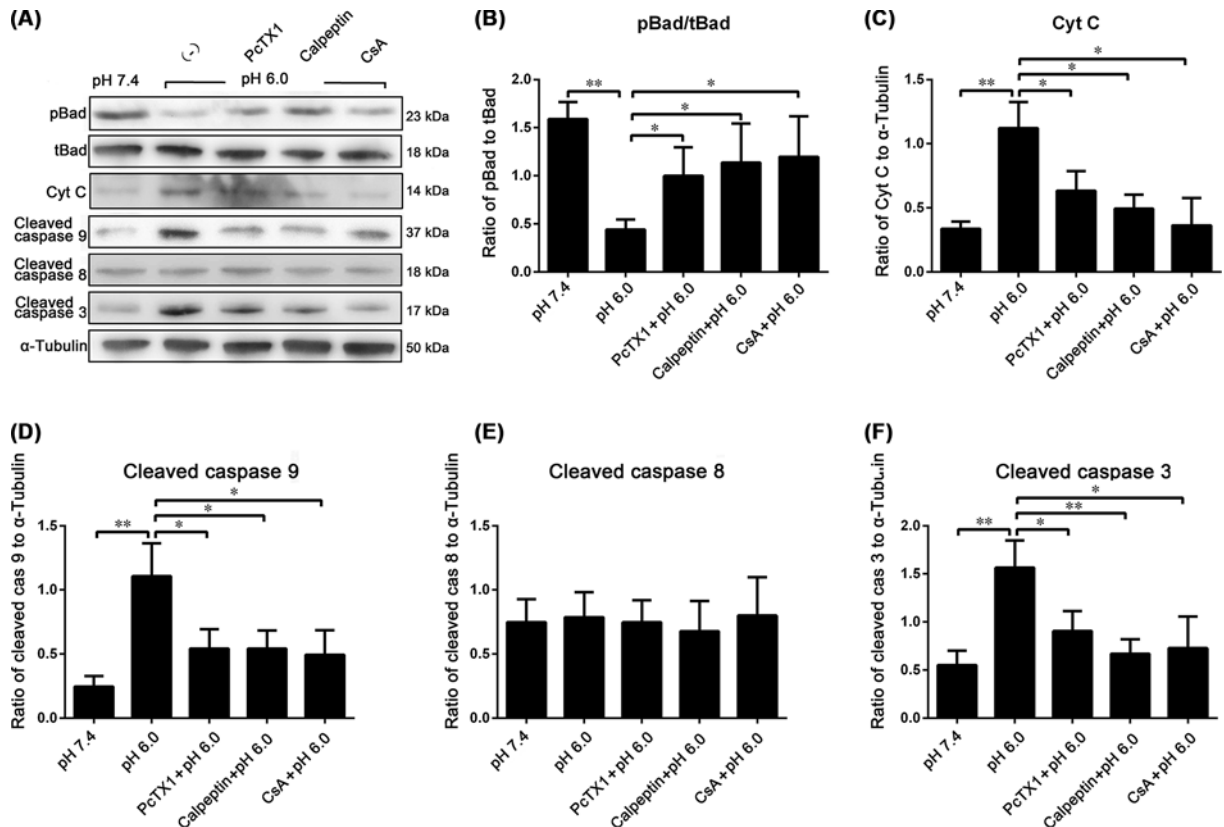 (A)
(-)
PcTX1
Calpeptin
CsA
pH 7.4
pH 6.0
pBad
23 kDa
tBad
18 kDa
Cyt C
14 kDa
Cleaved
caspase 9
37 kDa
Cleaved
caspase 8
18 kDa
Cleaved
caspase 3
17 kDa
α-Tubulin
50 kDa
(B)
pBad/tBad
Ratio of pBad to tBad
2.0
1.5
1.0
0.5
0.0
**
*
*
*
pH 7.4
pH 6.0
PcTX1+pH 6.0
Calpeptin+pH 6.0
CsA+pH 6.0
(C)
Cyt C
Ratio of Cyt C to α-Tubulin
1.5
1.0
0.5
0.0
**
*
*
*
pH 7.4
pH 6.0
PcTX1+pH 6.0
Calpeptin+pH 6.0
CsA+pH 6.0
(D)
Cleaved caspase 9
Ratio of cleaved cas 9 to α-Tubulin
1.5
1.0
0.5
0.0
**
*
*
*
pH 7.4
pH 6.0
PcTX1+pH 6.0
Calpeptin+pH 6.0
CsA+pH 6.0
(E)
Cleaved caspase 8
Ratio of cleaved cas 8 to α-Tubulin
1.5
1.0
0.5
0.0
pH 7.4
pH 6.0
PcTX1+pH 6.0
Calpeptin+pH 6.0
CsA+pH 6.0
(F)
Cleaved caspase 3
Ratio of cleaved cas 3 to α-Tubulin
2.0
1.5
1.0
0.5
0.0
**
*
**
*
pH 7.4
pH 6.0
PcTX1+pH 6.0
Calpeptin+pH 6.0
CsA+pH 6.0